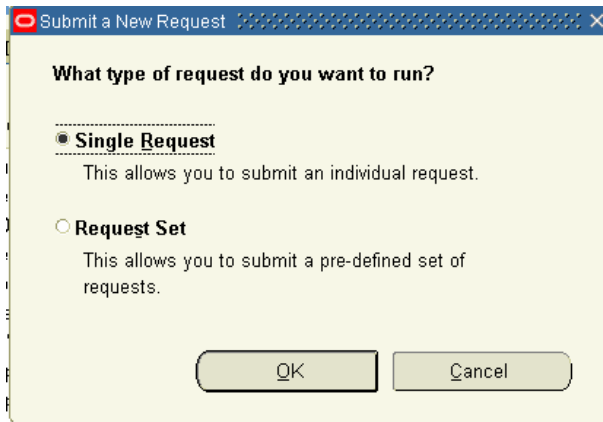 Submit a New Request
What type of request do you want to run?
Single Request
This allows you to submit an individual request.
Request Set
This allows you to submit a pre-defined set of
requests.
OK
Cancel